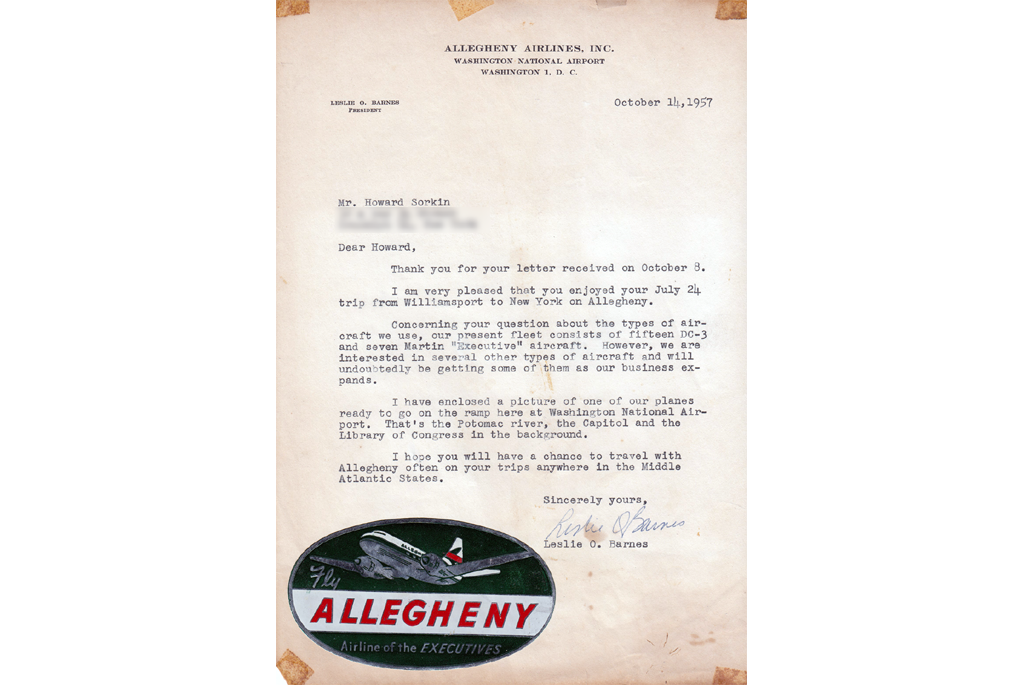 ALLEGHENY AIRLINES, INC.
WASHINGTON NATIONAL AIRPORT
WASHINGTON 1, D. C.
LESLIE O. BARNES
PRESIDENT
October 14,1957
Mr. Howard Sorkin
Dear Howard,
Thank you for your letter received on October 8.
I am very pleased that you enjoyed your July 24
trip from Williamsport to New York on Allegheny.
Concerning your question about the types of air-
craft we use, our present fleet consists of fifteen DC-3
and seven Martin "Executive" aircraft. However, we are
interested in several other types of aircraft and will
undoubtedly be getting some of them as our business ex-
pands.
I have enclosed a picture of one of our planes
ready to go on the ramp here at Washington National Air-
port. That's the Potomac river, the Capitol and the
Library of Congress in the background.
I hope you will have a chance to travel with
Allegheny often on your trips anywhere in the Middle
Atlantic States.
Sincerely yours,
Leslie O Barnes
Leslie O. Barnes
Fly
ALLEGHENY
Airline of the EXECUTIVES